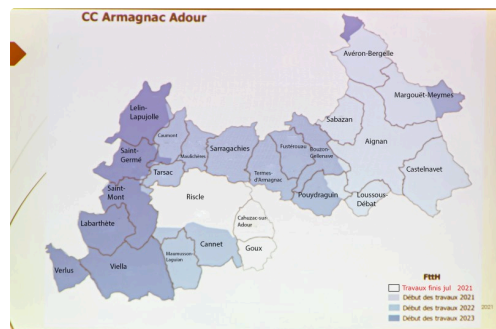 CC Armagnac Adour
Avéron-Bergelle
Margouët-Meymes
Lelin-
Lapujolle
Sabazan
Caumont
Aignan
Saint-
Germé
Maulichères
Sarragachies
Fustérouau
Bouzon-
Gellenave
Tarsac
Termes-
d'Armagnac
Castelnavet
Saint-
Mont
Riscle
Pouydraguin
Loussous-
Débat
Labarthète
Cahuzac-sur-
Adour
Cannet
Goux
Maumusson-
Laguian
Verlus
Viella
FttH
Travaux finis jul 2021
Début des travaux 2021
Début des travaux 2022 2021
Début des travaux 2023